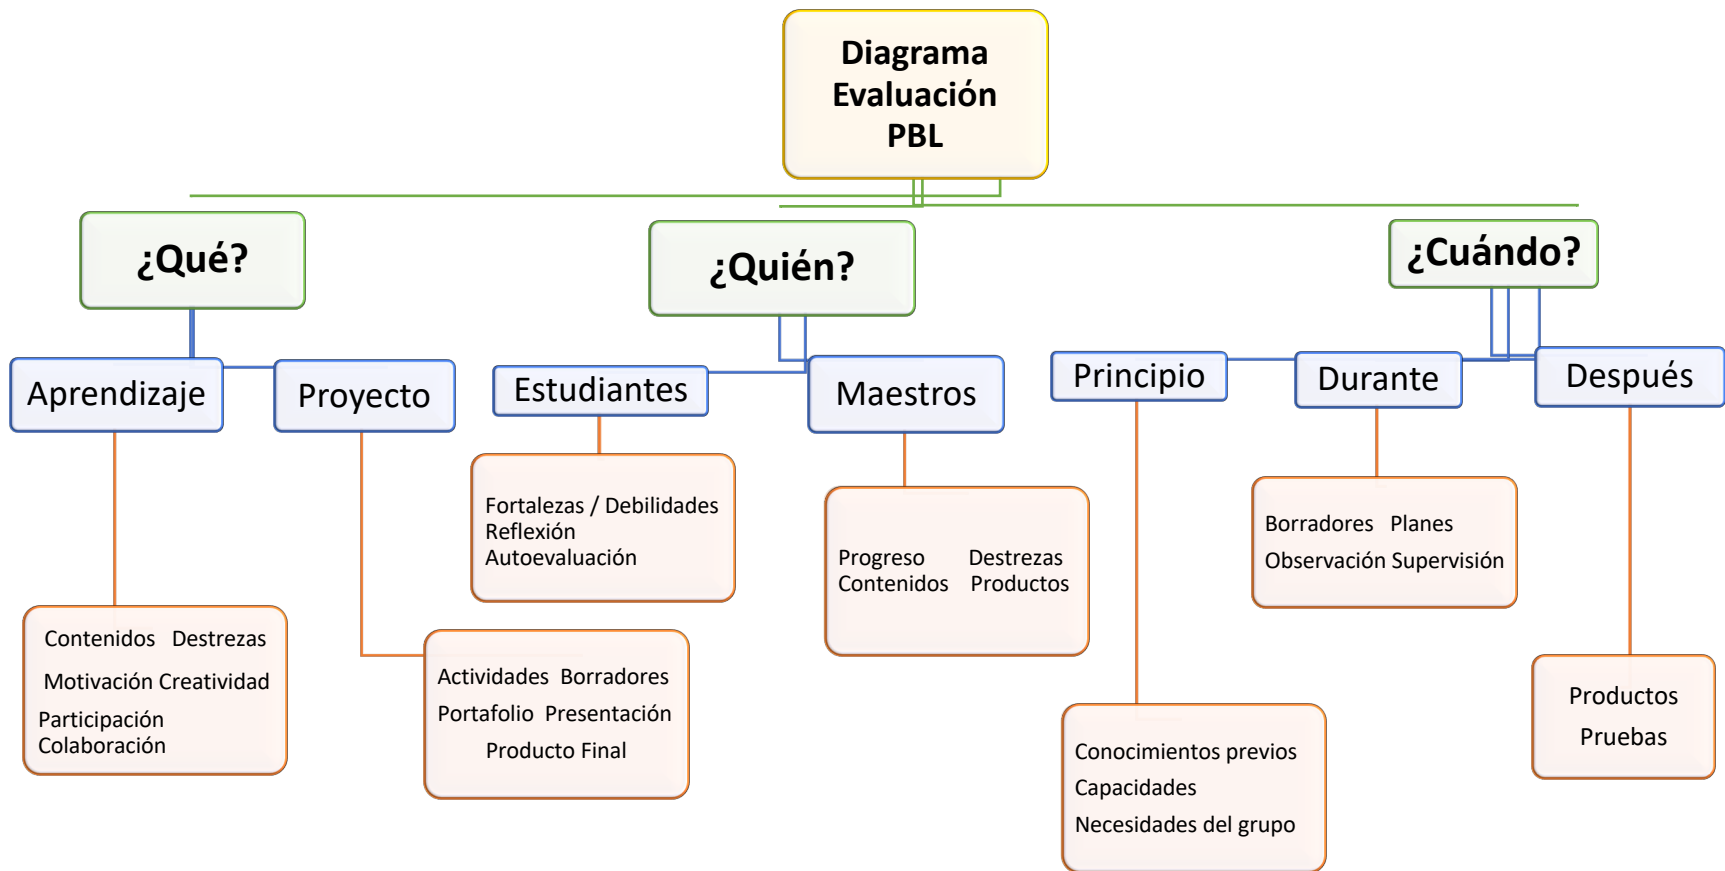 Diagrama
Evaluación
PBL
¿Qué?
¿Quién?
¿Cuándo?
Aprendizaje
Proyecto
Estudiantes
Maestros
Principio
Durante
Después
Contenidos Destrezas
Motivación Creatividad
Participación
Colaboración
Actividades Borradores
Portafolio Presentación
Producto Final
Fortalezas / Debilidades
Reflexión
Autoevaluación
Progreso Destrezas
Contenidos Productos
Conocimientos previos
Capacidades
Necesidades del grupo
Borradores Planes
Observación Supervisión
Productos
Pruebas